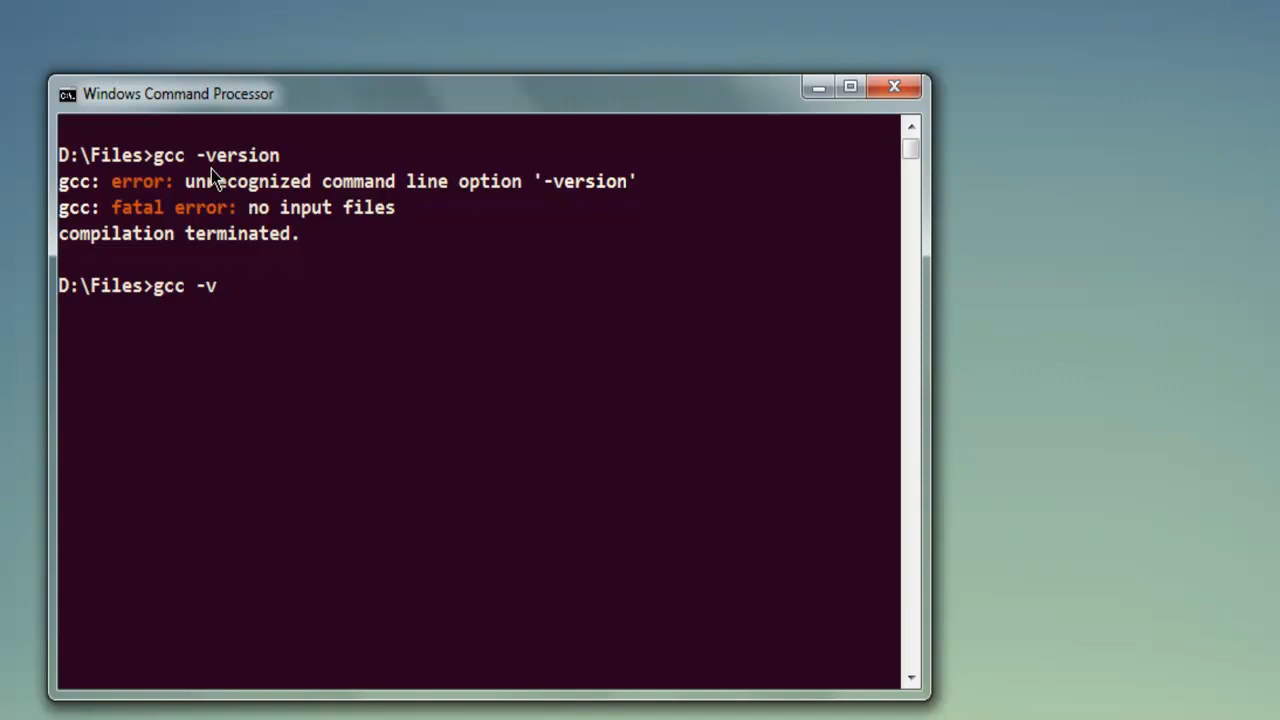 Windows Command Processor
D:\Files>gcc -version
gcc: error: unrecognized command line option '-version'
gcc: fatal error: no input files
compilation terminated.
D:\Files>gcc -v